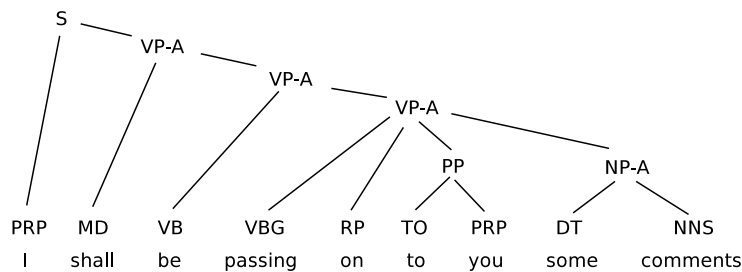 S
VP-A
VP-A
VP-A
PP
NP-A
PRP MD VB VBG RP TO PRP DT NNS
I shall be passing on to you some comments